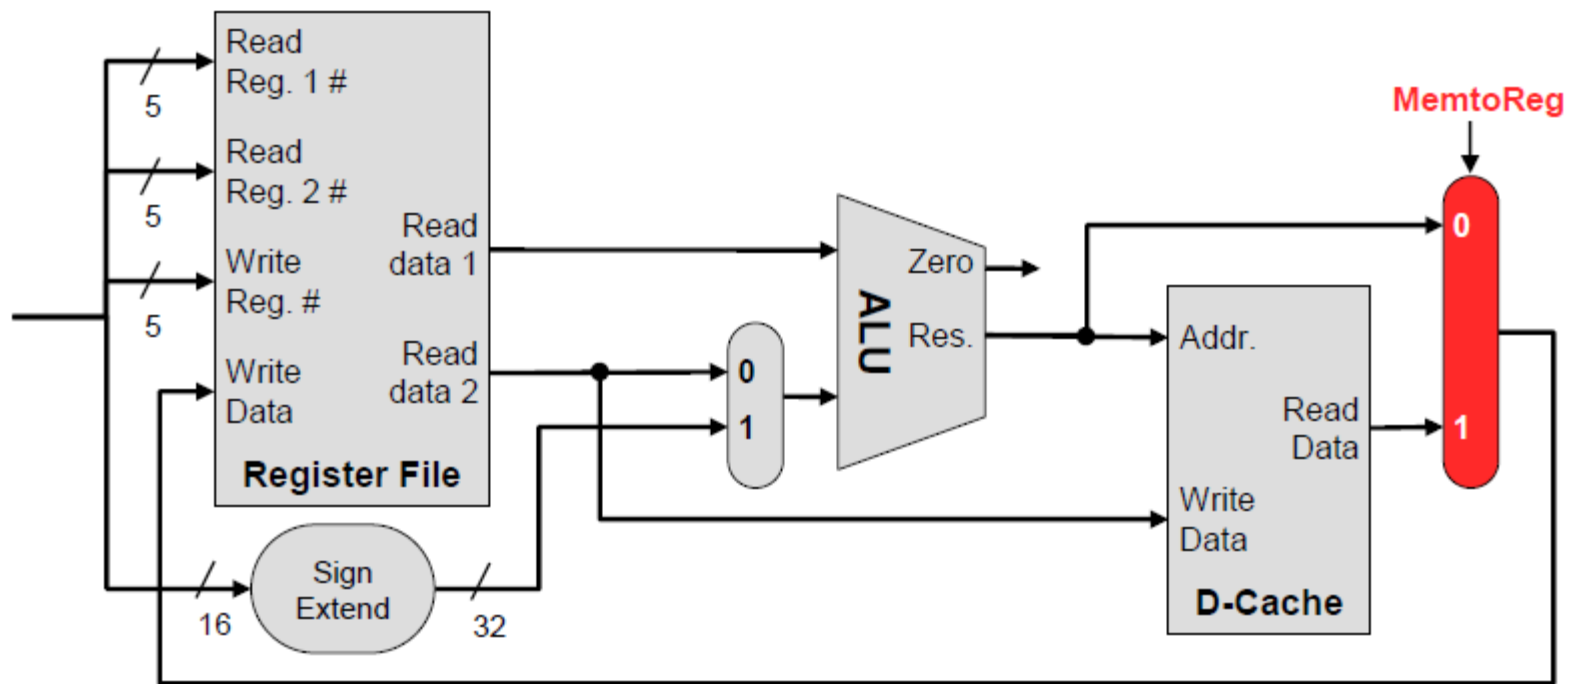 Read
Reg. 1 #
5
Read
Reg. 2 #
5
Write
Reg. #
5
Write
Data
Read
data 1
Read
data 2
Register File
16
Sign
Extend
32
0
1
ALU
Zero
Res.
Addr.
Read
Data
Write
Data
D-Cache
MemtoReg
0
1